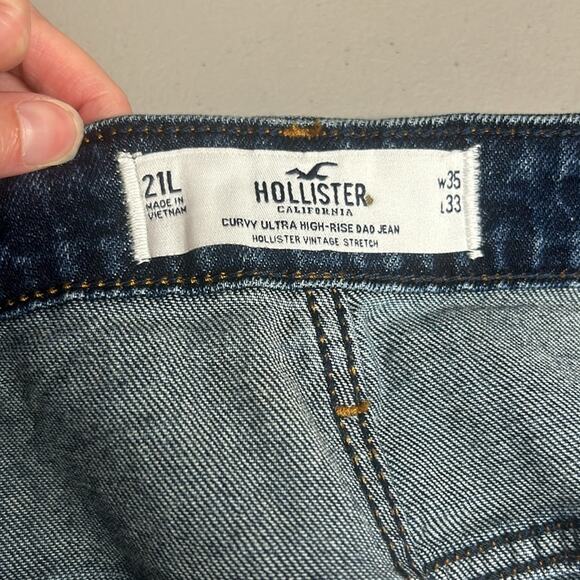 21L
MADE IN
VIETNAM
HOLLISTER
CALIFORNIA
CURVY ULTRA HIGH-RISE DAD JEAN
HOLLISTER VINTAGE STRETCH
W35
L33